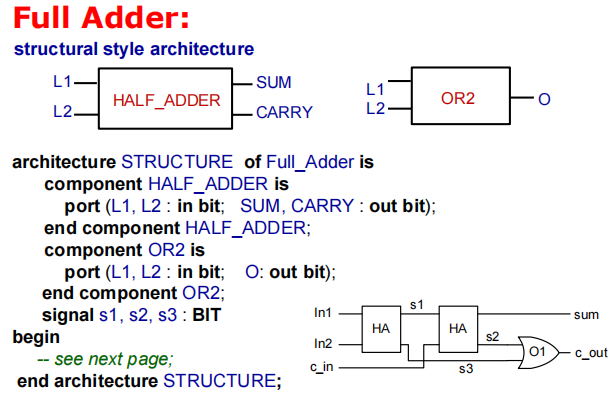 Full Adder:
structural style architecture
L1
L2
HALF_ADDER
SUM
CARRY
L1
L2
OR2
O
architecture STRUCTURE of Full_Adder is
component HALF_ADDER is
port (L1, L2 : in bit; SUM, CARRY : out bit);
end component HALF_ADDER;
component OR2 is
port (L1, L2 : in bit; O: out bit);
end component OR2;
signal s1, s2, s3 : BIT
begin
-- see next page;
end architecture STRUCTURE;
In1
In2
c_in
HA
s1
HA
s2
s3
O1
sum
c_out